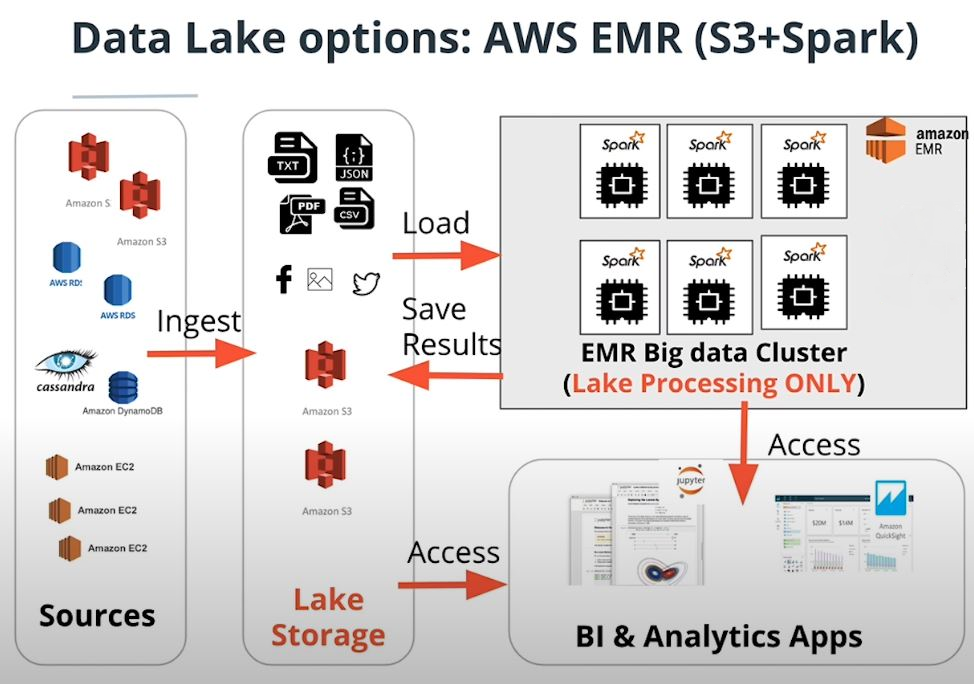 Data Lake options: AWS EMR (S3+Spark)
Amazon S
Amazon S3
AWS RDS
AWS RDS
cassandra
Amazon DynamoDB
Amazon EC2
Amazon EC2
Amazon EC2
Sources
Ingest
TXT
{;}
JSON
PDF
CSV
f
Amazon S3
Amazon S3
Lake
Storage
Load
Save
Results
Access
amazon
EMR
Spark
Spark
Spark
Spark
Spark
Spark
EMR Big data Cluster
(Lake Processing ONLY)
Access
jupyter
$20M
$14M
Amazon
QuickSight
BI & Analytics Apps